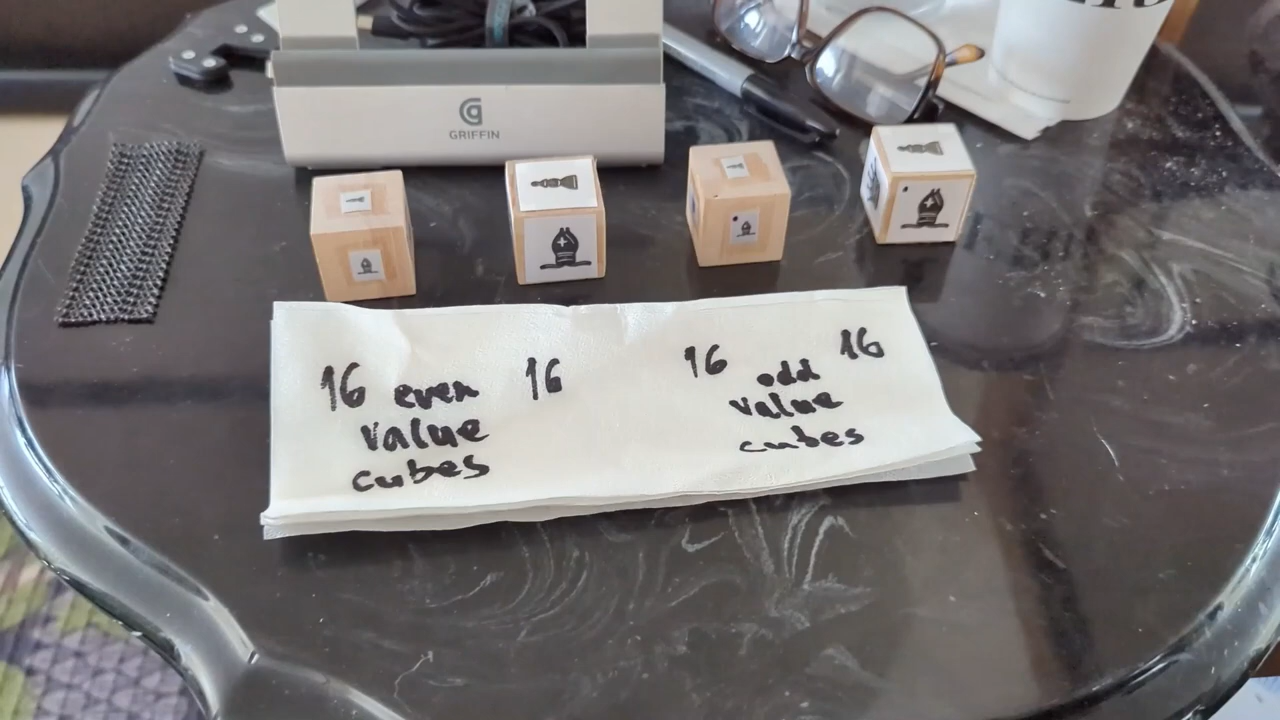 GRIFFIN
16 even 16
value
cubes
16 odd 16
value
cubes